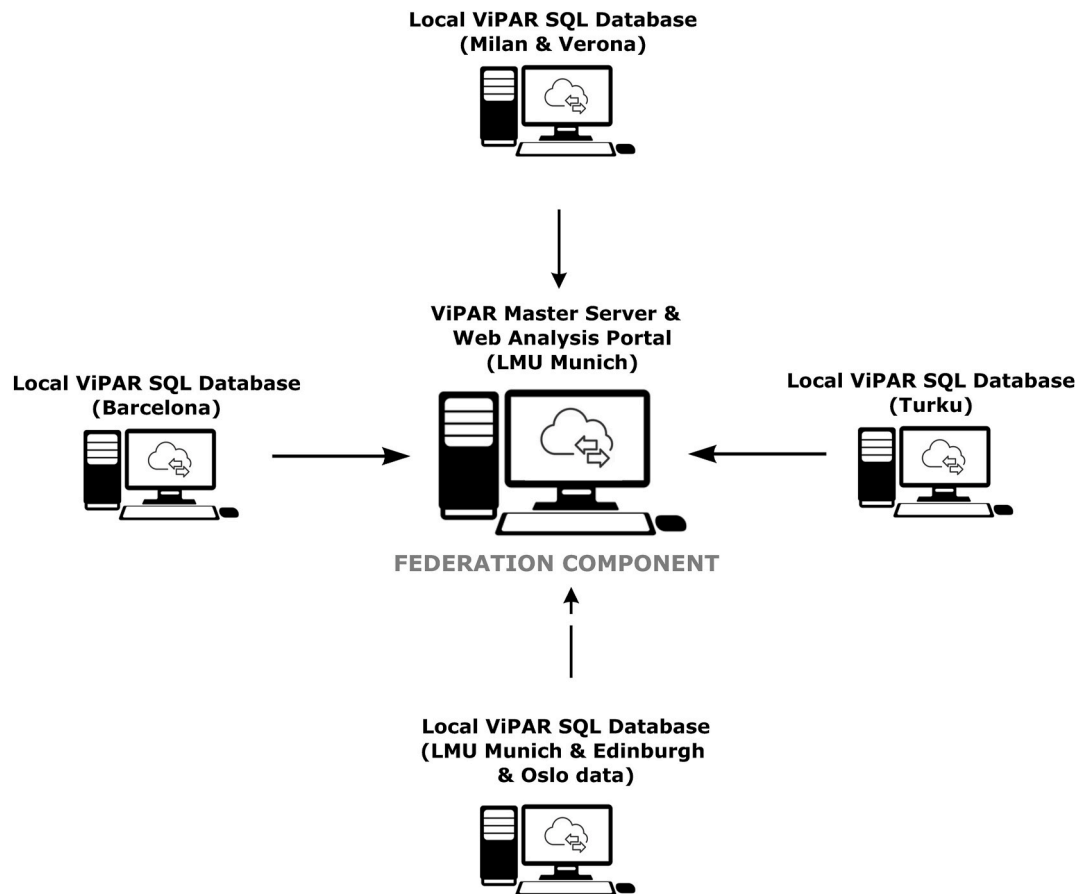 Local ViPAR SQL Database
(Milan & Verona)
ViPAR Master Server &
Web Analysis Portal
(LMU Munich)
Local ViPAR SQL Database
(Barcelona)
Local ViPAR SQL Database
(Turku)
FEDERATION COMPONENT
Local ViPAR SQL Database
(LMU Munich & Edinburgh
& Oslo data)